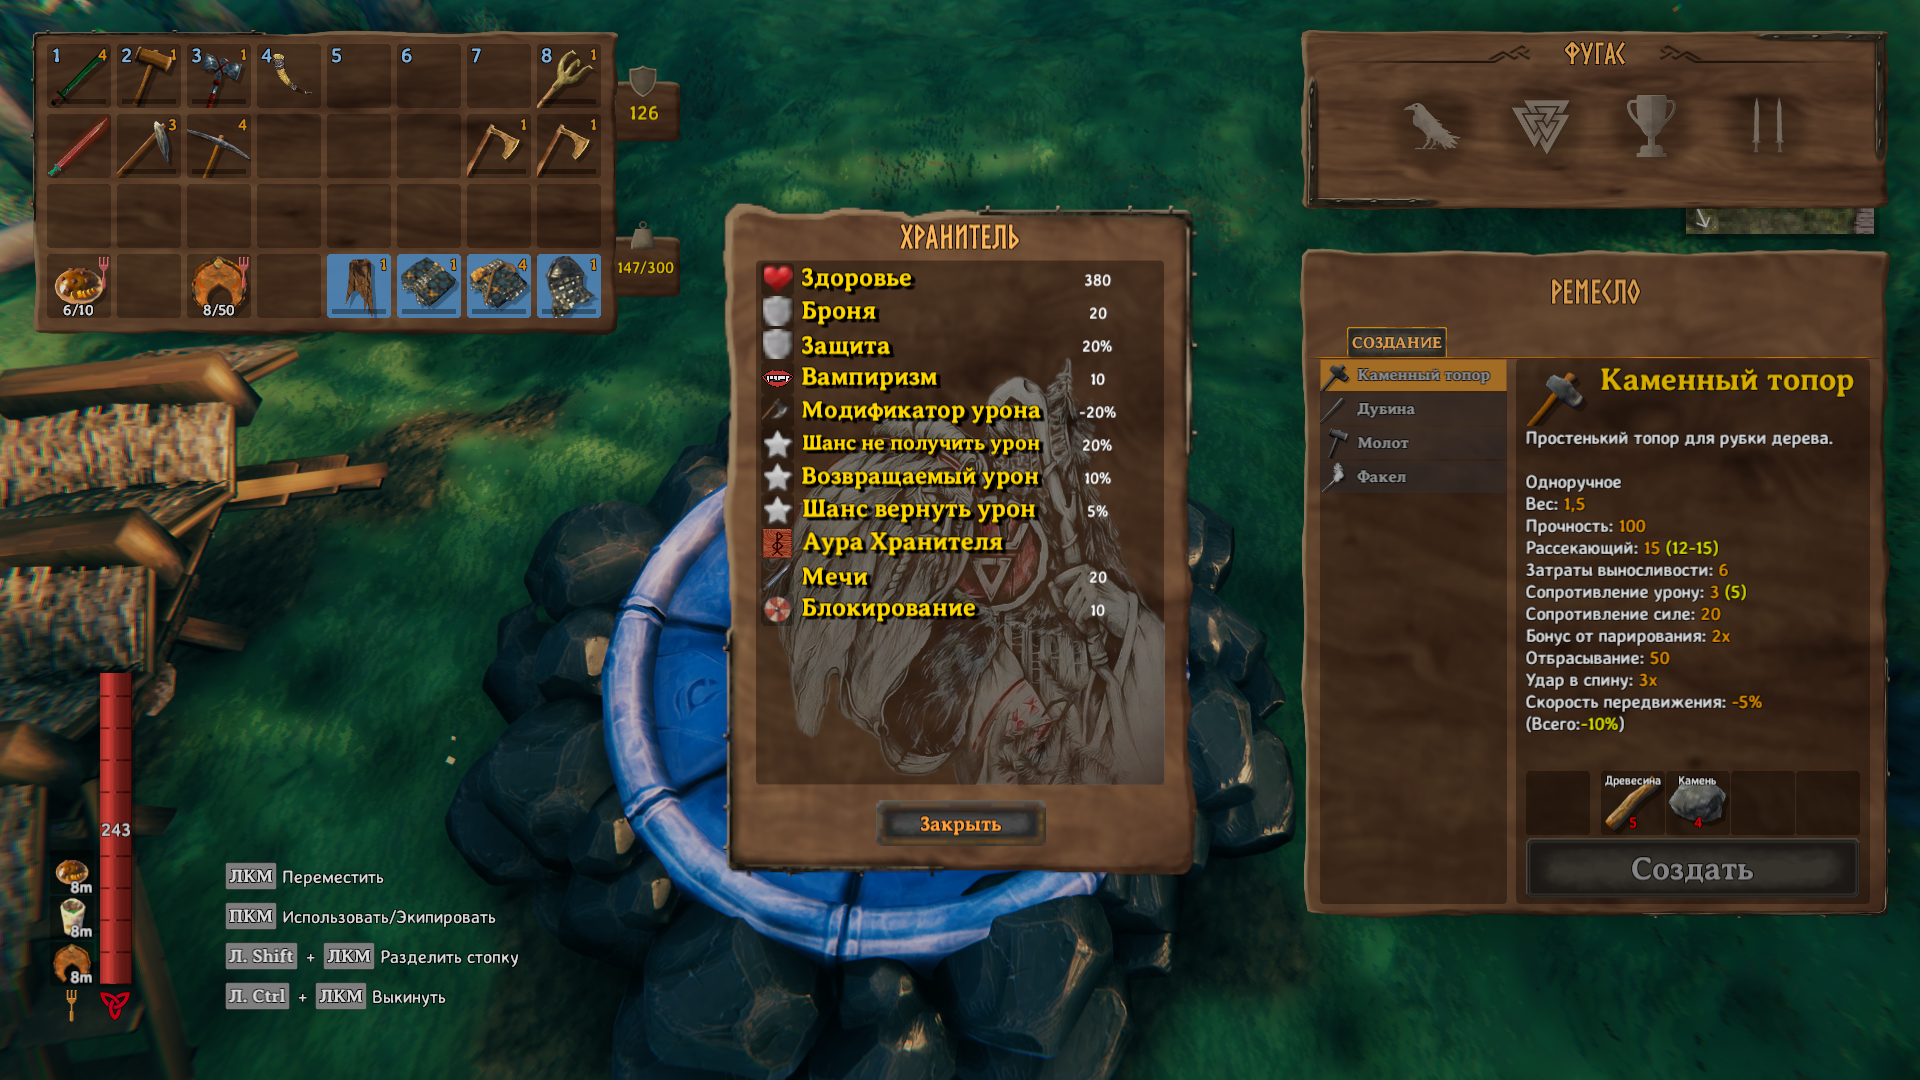 1 4 2 1 3 1 4 5 6 7 8 1
3 4 1 1
6/10 8/50 1 1 4 1
126
147/300
ФУГАС
ХРАНИТЕЛЬ
Здоровье 380
Броня 20
Защита 20%
Вампиризм 10
Модификатор урона -20%
Шанс не получить урон 20%
Возвращаемый урон 10%
Шанс вернуть урон 5%
Аура Хранителя
Мечи 20
Блокирование 10
Закрыть
РЕМЕСЛО
СОЗДАНИЕ
Каменный топор
Дубина
Молот
Факел
Каменный топор
Простенький топор для рубки дерева.
Одноручное
Вес: 1,5
Прочность: 100
Рассекающий: 15 (12-15)
Затраты выносливости: 6
Сопротивление урону: 3 (5)
Сопротивление силе: 20
Бонус от парирования: 2x
Отбрасывание: 50
Удар в спину: 3x
Скорость передвижения: -5%
(Всего:-10%)
Древесина Камень
5 4
Создать
243
8m
8m
8m
ЛКМ Переместить
ПКМ Использовать/Экипировать
Л. Shift + ЛКМ Разделить стопку
Л. Ctrl + ЛКМ Выкинуть